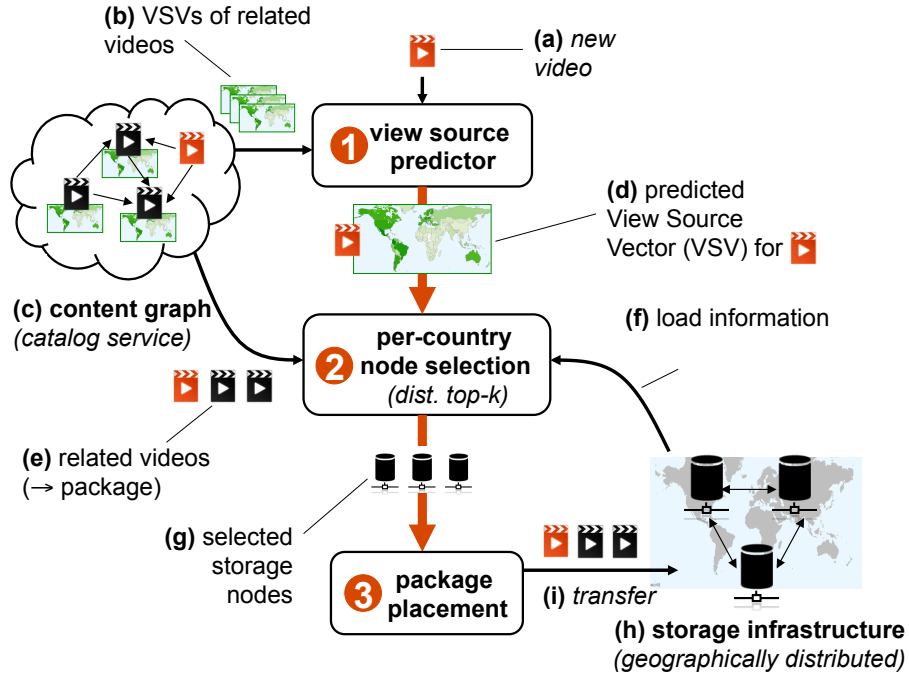 (b) VSVs of related
videos
(a) new
video
1 view source
predictor
(d) predicted
View Source
Vector (VSV) for
(c) content graph
(catalog service)
(f) load information
2 per-country
node selection
(dist. top-k)
(e) related videos
(→ package)
(g) selected
storage
nodes
3 package
placement
(i) transfer
(h) storage infrastructure
(geographically distributed)